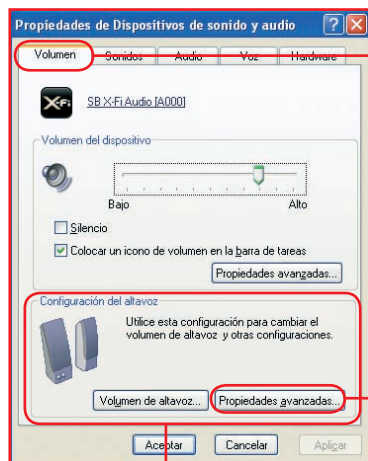 Propiedades de Dispositivos de sonido y audio
Volumen Sonidos Audio Voz Hardware
X-Fi SB X-Fi Audio [A000]
Volumen del dispositivo
Bajo Alto
Silencio
Colocar un icono de volumen en la barra de tareas
Propiedades avanzadas...
Configuración del altavoz
Utilice esta configuración para cambiar el
volumen de altavoz y otras configuraciones.
Volumen de altavoz... Propiedades avanzadas...
Aceptar Cancelar Aplicar